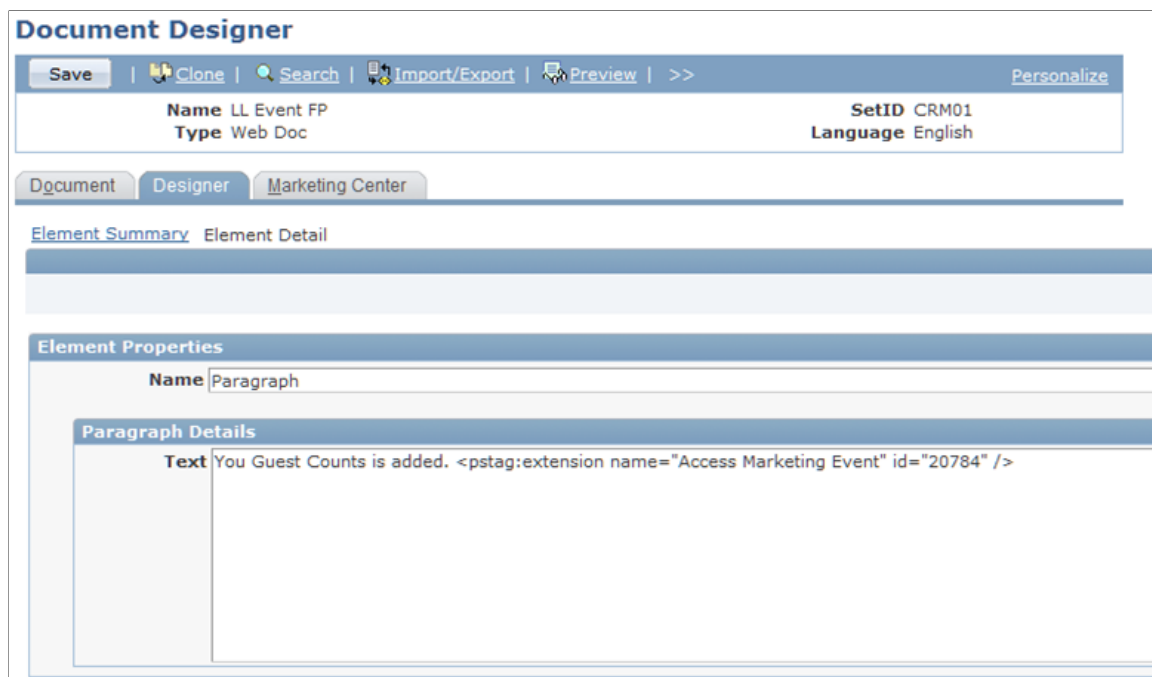 Document Designer
Save | Clone | Search | Import/Export | Preview | >> Personalize
Name LL Event FP SetID CRM01
Type Web Doc Language English
Document Designer Marketing Center
Element Summary Element Detail
Element Properties
Name Paragraph
Paragraph Details
Text You Guest Counts is added. <pstag:extension name="Access Marketing Event" id="20784" />